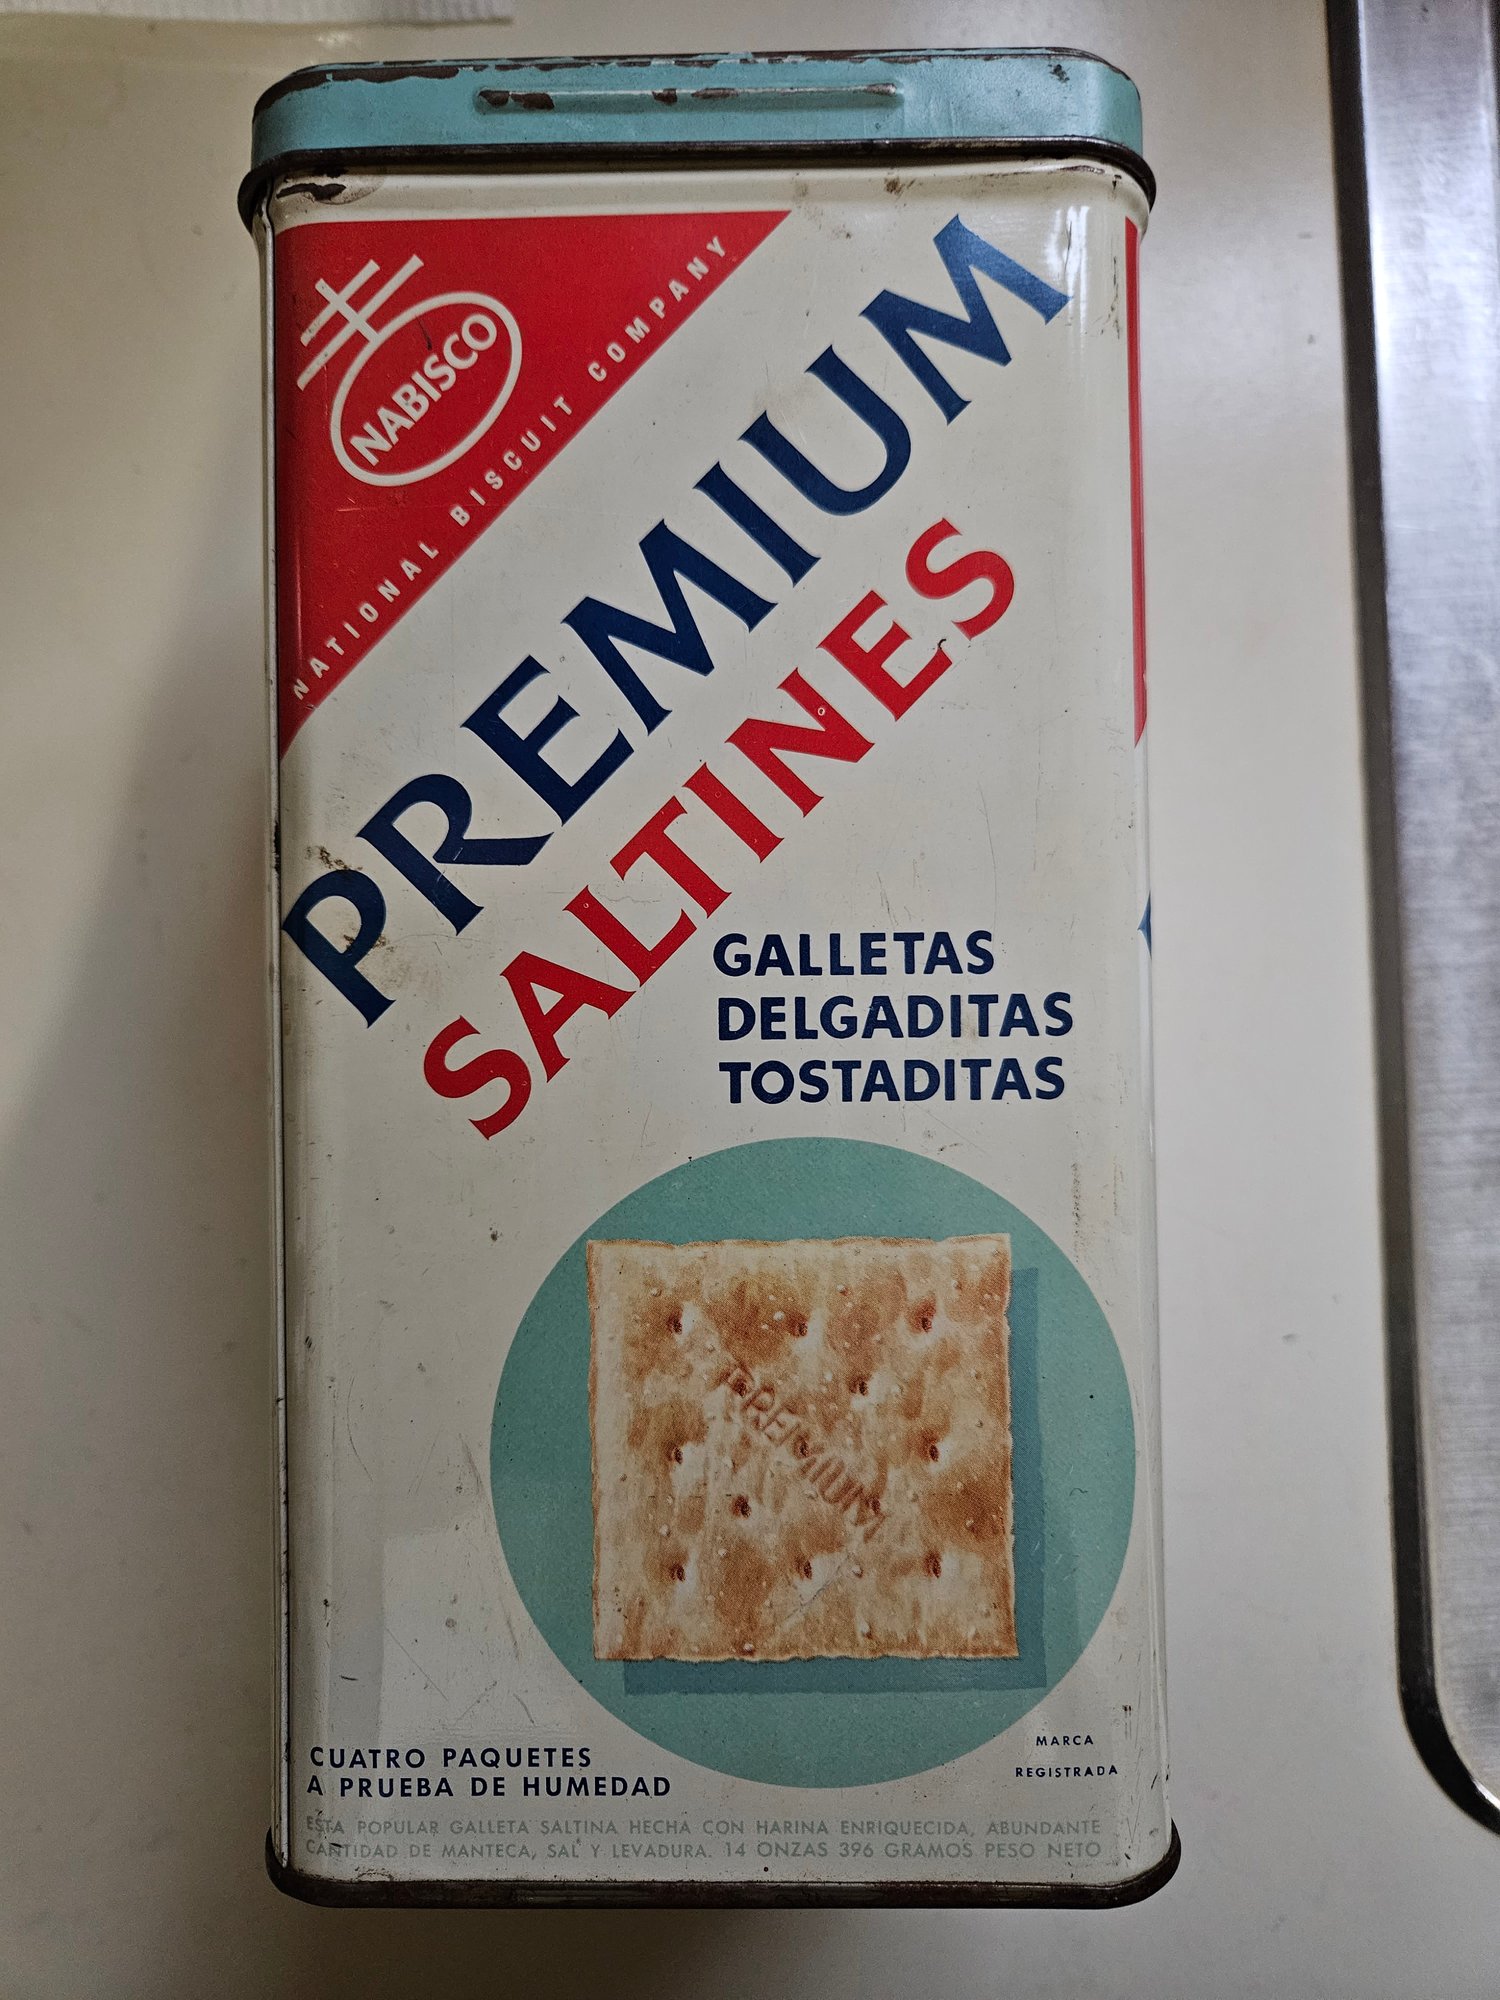 NABISCO
NATIONAL BISCUIT COMPANY
PREMIUM
SALTINES
GALLETAS
DELGADITAS
TOSTADITAS
PREMIUM
CUATRO PAQUETES
A PRUEBA DE HUMEDAD
MARCA
REGISTRADA
ESTA POPULAR GALLETA SALTINA HECHA CON HARINA ENRIQUECIDA, ABUNDANTE
CANTIDAD DE MANTECA, SAL Y LEVADURA. 14 ONZAS 396 GRAMOS PESO NETO